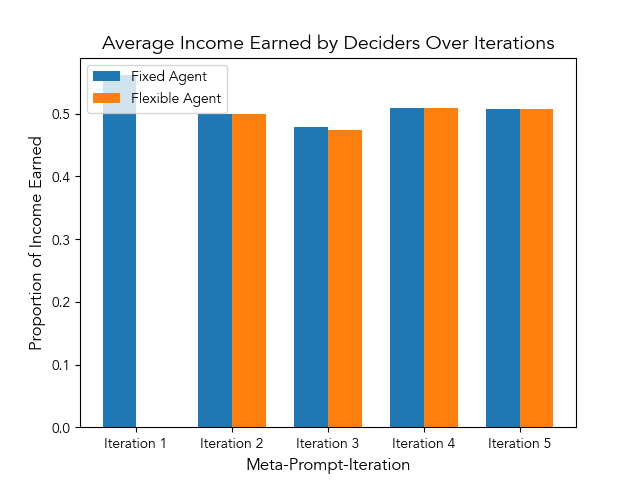 Average Income Earned by Deciders Over Iterations
Fixed Agent
Flexible Agent
Proportion of Income Earned
0.5
0.4
0.3
0.2
0.1
0.0
Iteration 1
Iteration 2
Iteration 3
Iteration 4
Iteration 5
Meta-Prompt-Iteration